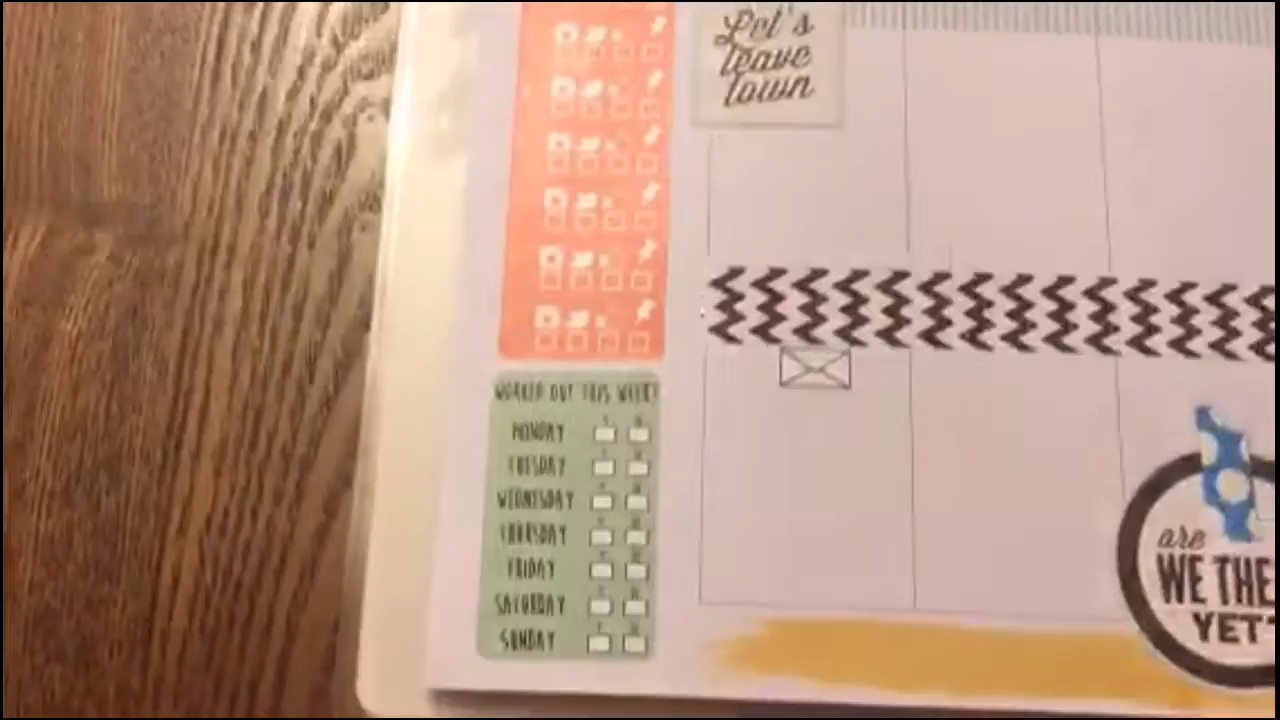 Let's
leave
town
WORKED OUT THIS WEEK?
MONDAY
TUESDAY
WEDNESDAY
THURSDAY
FRIDAY
SATURDAY
SUNDAY
are
WE THE
YET